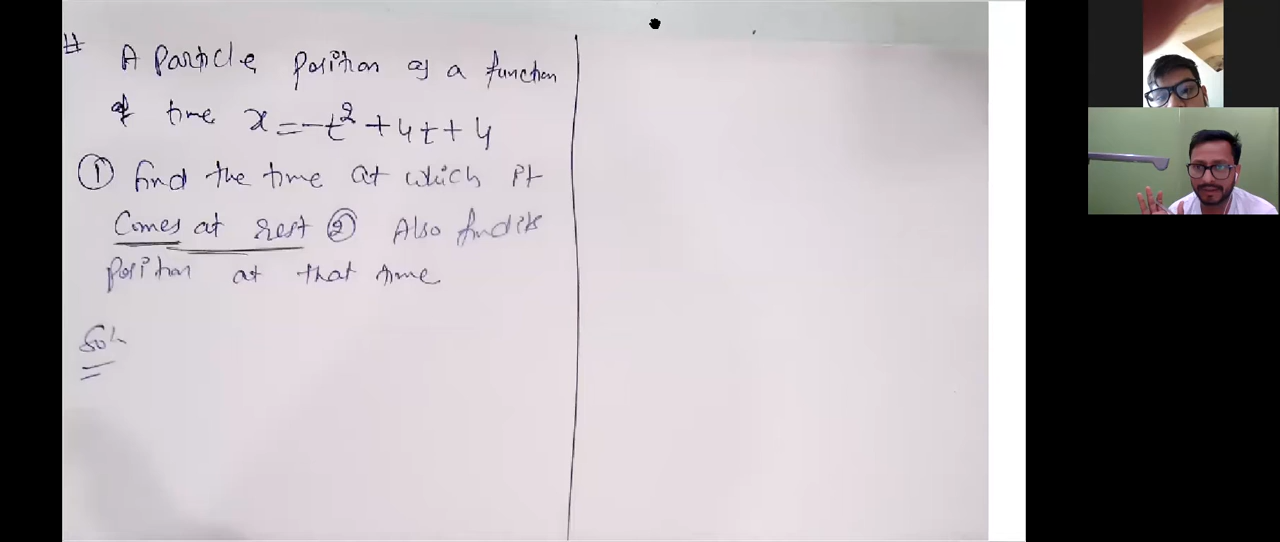 # A Particle position as a function
of time x = -t² + 4t + 4
① find the time at which it
Comes at rest ② Also find its
position at that time
Soln